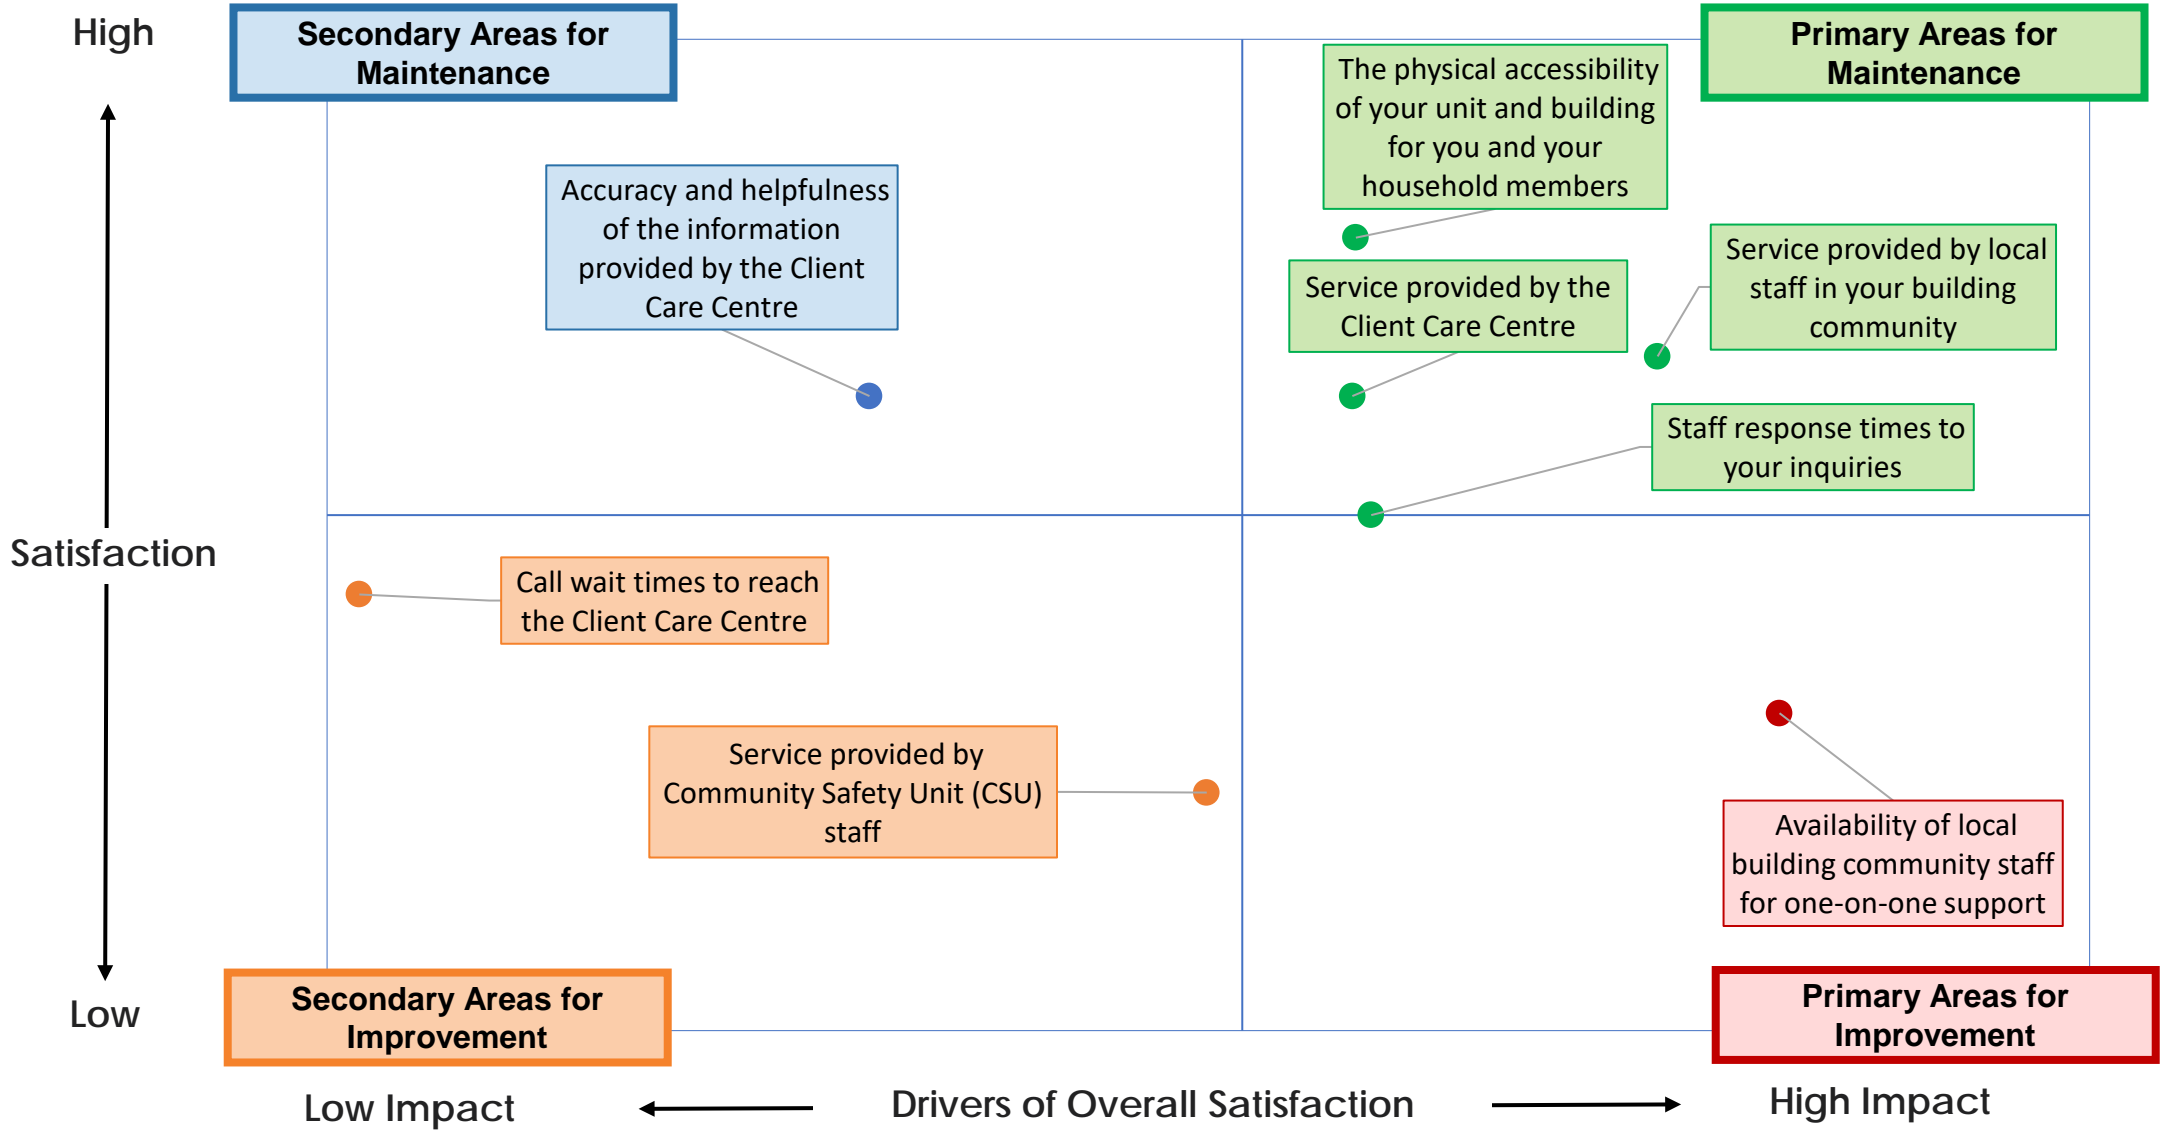 High
Secondary Areas for
Maintenance
Primary Areas for
Maintenance
The physical accessibility
of your unit and building
for you and your
household members
Accuracy and helpfulness
of the information
provided by the Client
Care Centre
Service provided by local
staff in your building
community
Service provided by the
Client Care Centre
Staff response times to
your inquiries
Satisfaction
Call wait times to reach
the Client Care Centre
Service provided by
Community Safety Unit (CSU)
staff
Availability of local
building community staff
for one-on-one support
Low
Secondary Areas for
Improvement
Primary Areas for
Improvement
Low Impact
Drivers of Overall Satisfaction
High Impact